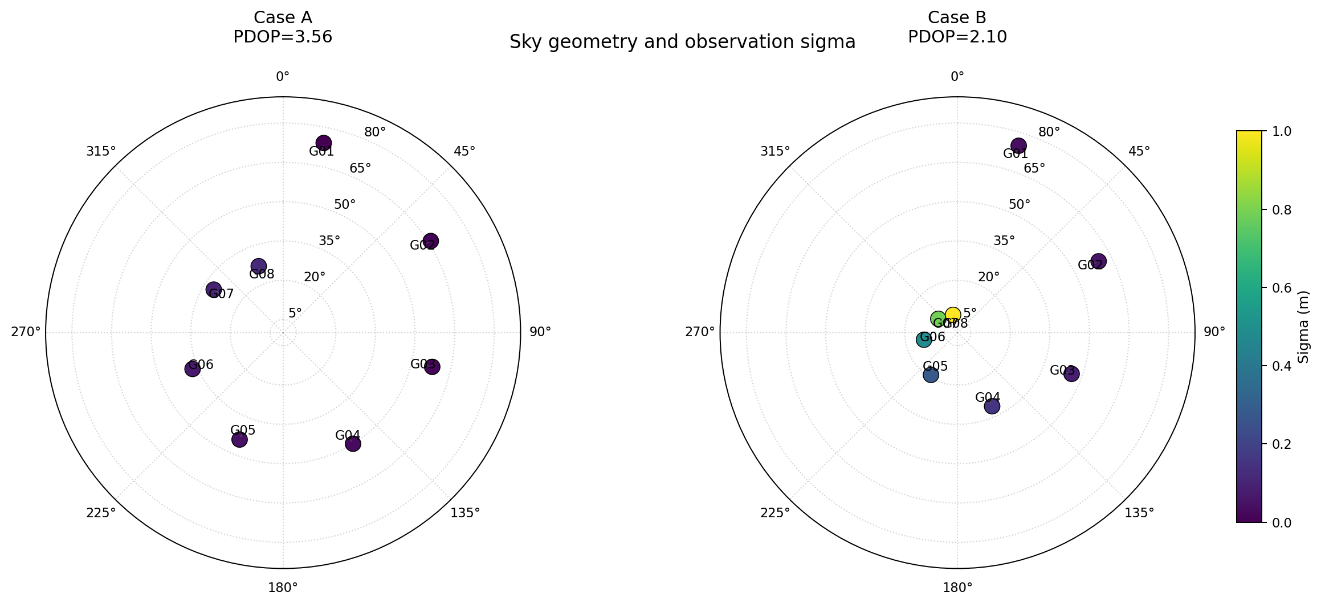 Sky geometry and observation sigma
Case A
PDOP=3.56
0°
45°
90°
135°
180°
225°
270°
315°
5°
20°
35°
50°
65°
80°
G01
G02
G03
G04
G05
G06
G07
G08
Case B
PDOP=2.10
0°
45°
90°
135°
180°
225°
270°
315°
5°
20°
35°
50°
65°
80°
G01
G02
G03
G04
G05
G06
G07
G08
1.0
0.8
0.6
0.4
0.2
0.0
Sigma (m)